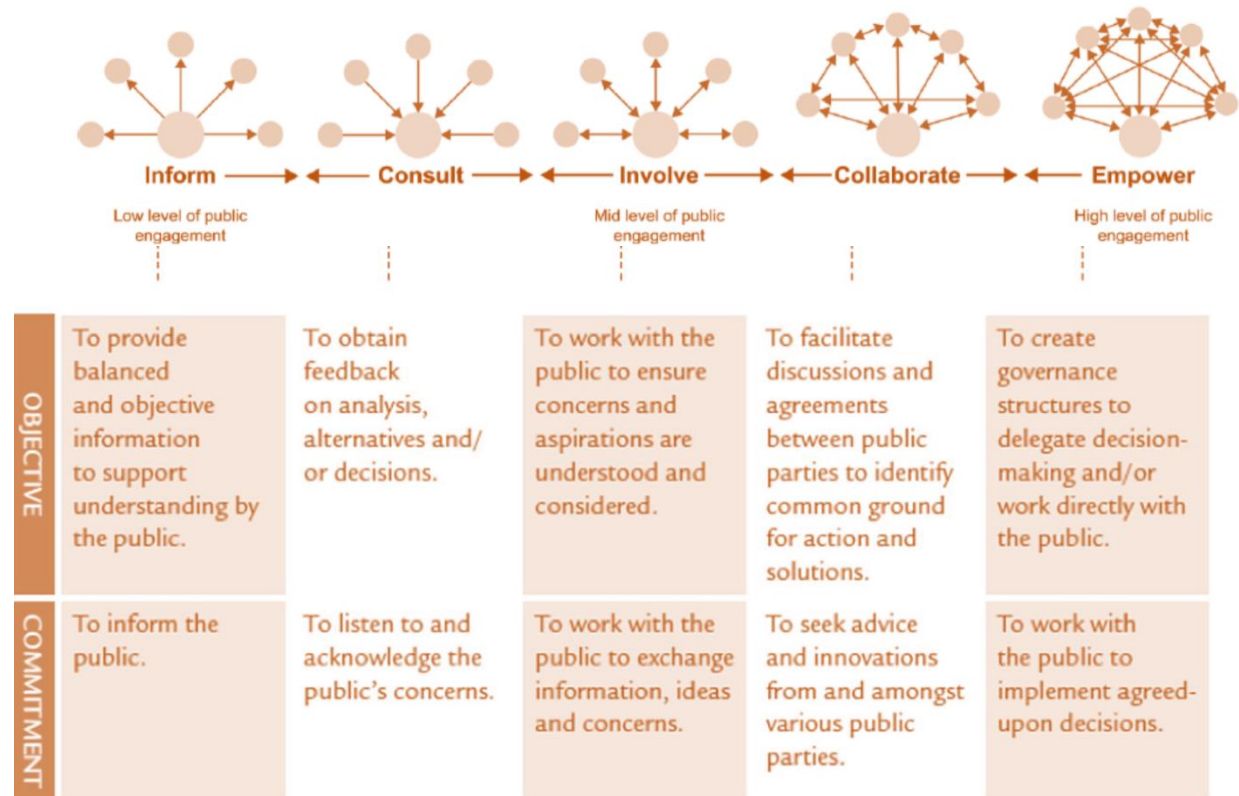 Inform
Consult
Involve
Collaborate
Empower
Low level of public
engagement
Mid level of public
engagement
High level of public
engagement
OBJECTIVE
To provide
balanced
and objective
information
to support
understanding by
the public.
To obtain
feedback
on analysis,
alternatives and/
or decisions.
To work with the
public to ensure
concerns and
aspirations are
understood and
considered.
To facilitate
discussions and
agreements
between public
parties to identify
common ground
for action and
solutions.
To create
governance
structures to
delegate decision-
making and/or
work directly with
the public.
COMMITMENT
To inform the
public.
To listen to and
acknowledge the
public's concerns.
To work with the
public to exchange
information, ideas
and concerns.
To seek advice
and innovations
from and amongst
various public
parties.
To work with
the public to
implement agreed-
upon decisions.